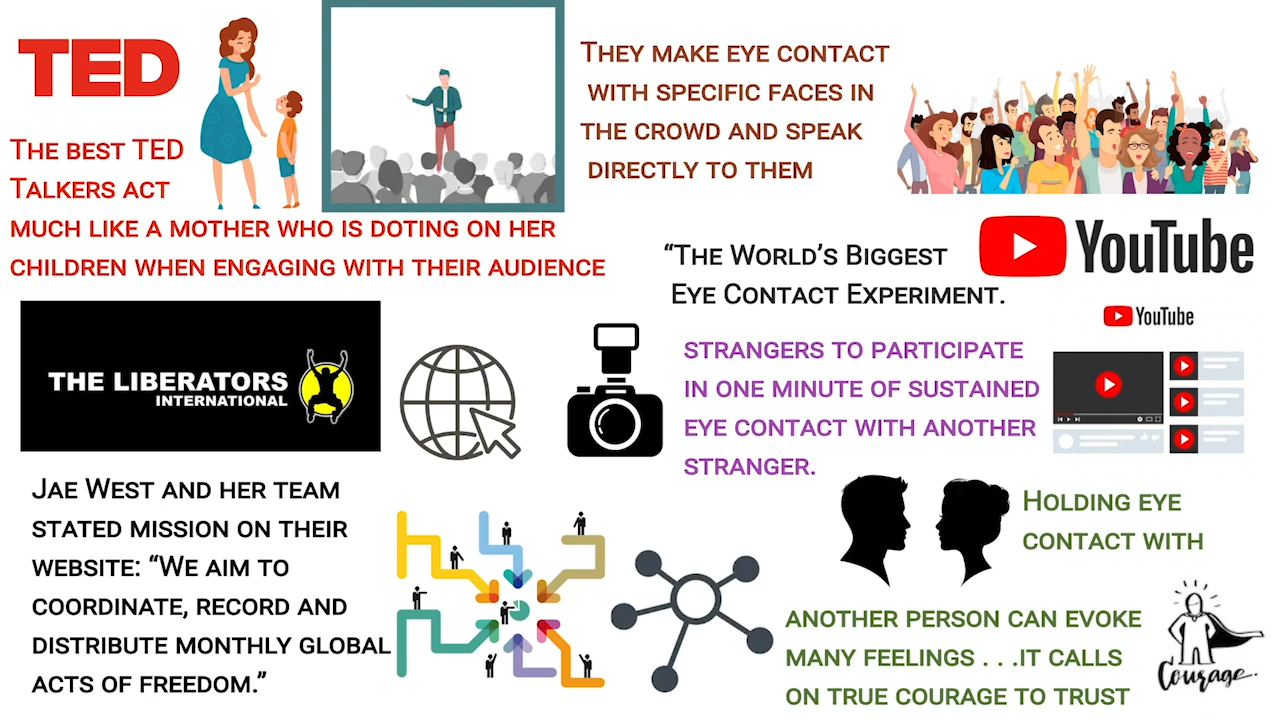 TED
The best TED
Talkers act
much like a mother who is doting on her
children when engaging with their audience
They make eye contact
with specific faces in
the crowd and speak
directly to them
"The World's Biggest
Eye Contact Experiment.
YouTube
YouTube
strangers to participate
in one minute of sustained
eye contact with another
stranger.
THE LIBERATORS
INTERNATIONAL
Jae West and her team
stated mission on their
website: "We aim to
coordinate, record and
distribute monthly global
acts of freedom."
Holding eye
contact with
another person can evoke
many feelings . . .it calls
on true courage to trust
Courage.